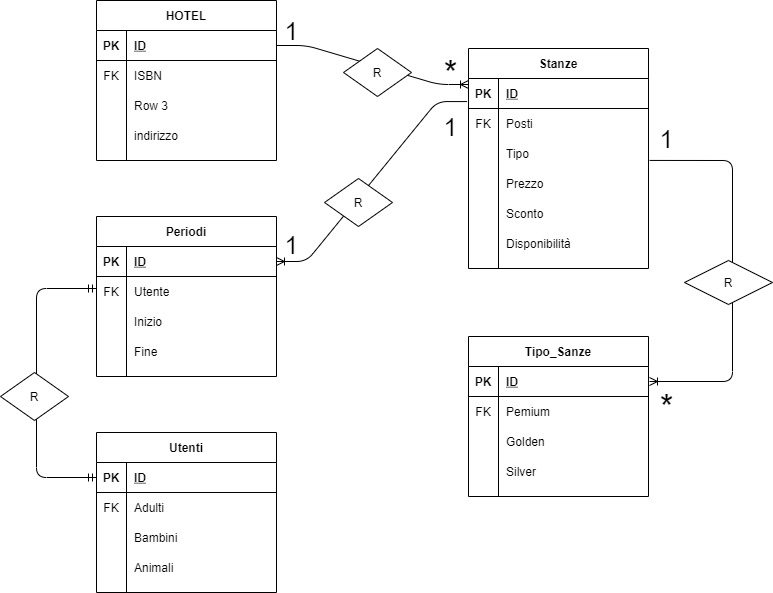 HOTEL
PK ID
FK ISBN
Row 3
indirizzo
1
R
*
Stanze
PK ID
FK Posti
Tipo
Prezzo
Sconto
Disponibilità
1
R
1
1
R
*
Periodi
PK ID
FK Utente
Inizio
Fine
R
Utenti
PK ID
FK Adulti
Bambini
Animali
Tipo_Sanze
PK ID
FK Pemium
Golden
Silver